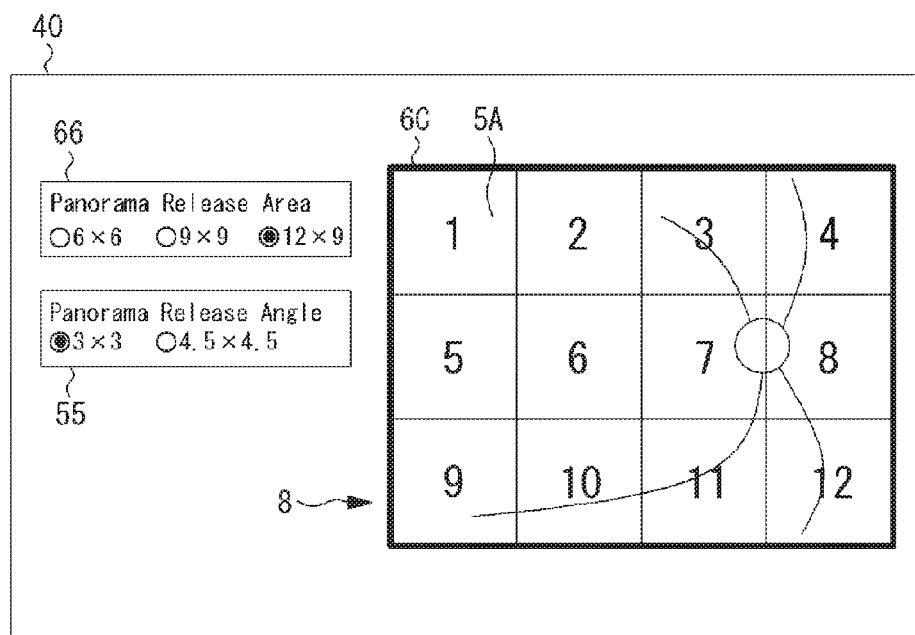 40
66
6C
5A
Panorama Release Area
○6×6 ○9×9 ◉12×9
Panorama Release Angle
◉3×3 ○4.5×4.5
55
1 2 3 4
5 6 7 8
9 10 11 12
8